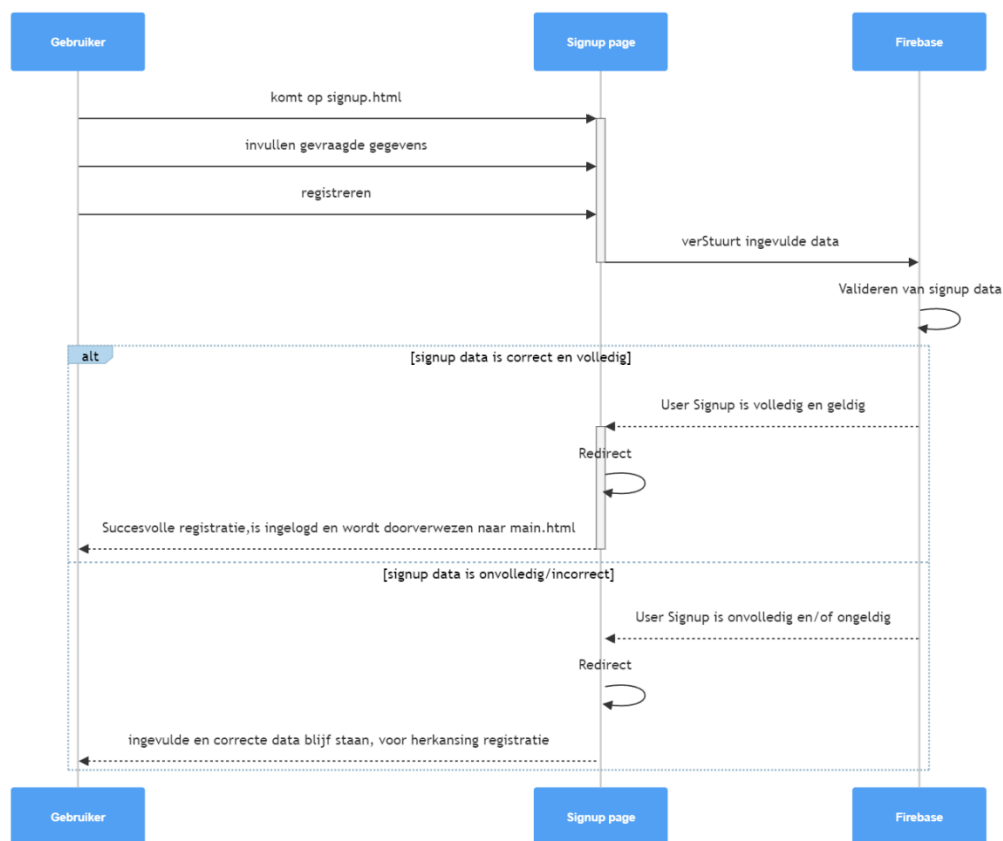 Gebruiker
Signup page
Firebase
komt op signup.html
invullen gevraagde gegevens
registreren
verStuurt ingevulde data
Valideren van signup data
alt
[signup data is correct en volledig]
User Signup is volledig en geldig
Redirect
Succesvolle registratie,is ingelogd en wordt doorverwezen naar main.html
[signup data is onvolledig/incorrect]
User Signup is onvolledig en/of ongeldig
Redirect
ingevulde en correcte data blijf staan, voor herkansing registratie
Gebruiker
Signup page
Firebase